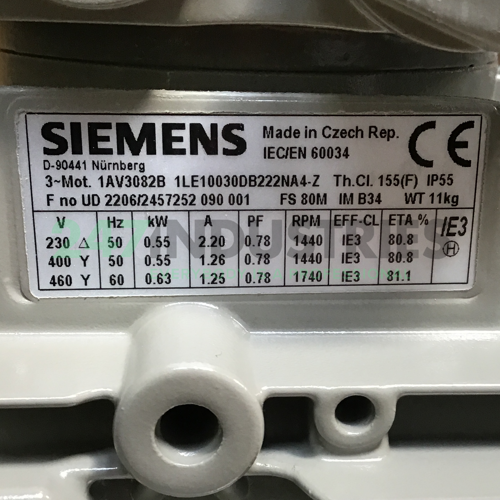 SIEMENS
D-90441 Nürnberg
Made in Czech Rep.
IEC/EN 60034
CE
3~Mot. 1AV3082B 1LE10030DB222NA4-Z Th.Cl. 155(F) IP55
F no UD 2206/2457252 090 001 FS 80M IM B34 WT 11kg
V Hz kW A PF RPM EFF-CL ETA %
230 Δ 50 0.55 2.20 0.78 1440 IE3 80.8
400 Y 50 0.55 1.26 0.78 1440 IE3 80.8
460 Y 60 0.63 1.25 0.78 1740 IE3 81.1
IE3
H
247 INDUSTRIES